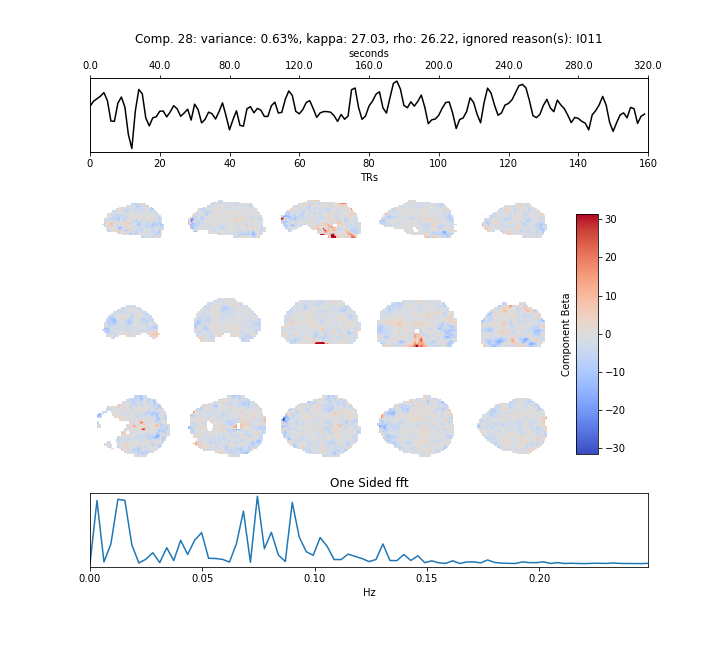 Comp. 28: variance: 0.63%, kappa: 27.03, rho: 26.22, ignored reason(s): I011
seconds
0.0 40.0 80.0 120.0 160.0 200.0 240.0 280.0 320.0
0 20 40 60 80 100 120 140 160
TRs
30
20
10
0
−10
−20
−30
Component Beta
One Sided fft
0.00 0.05 0.10 0.15 0.20
Hz